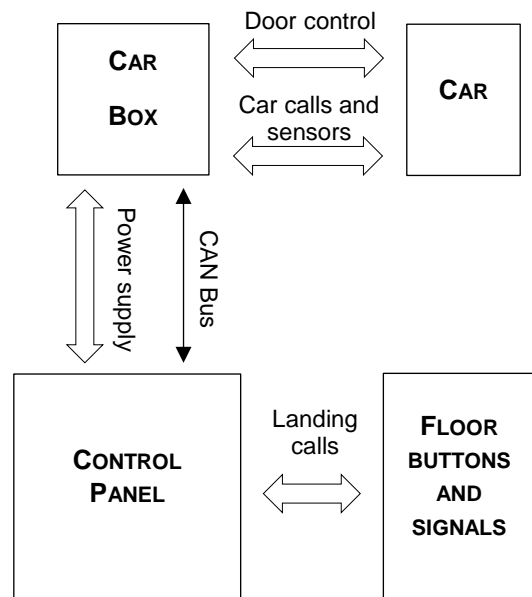 Door control
CAR
BOX
Car calls and
sensors
CAR
Power supply
CAN Bus
CONTROL
PANEL
Landing
calls
FLOOR
BUTTONS
AND
SIGNALS